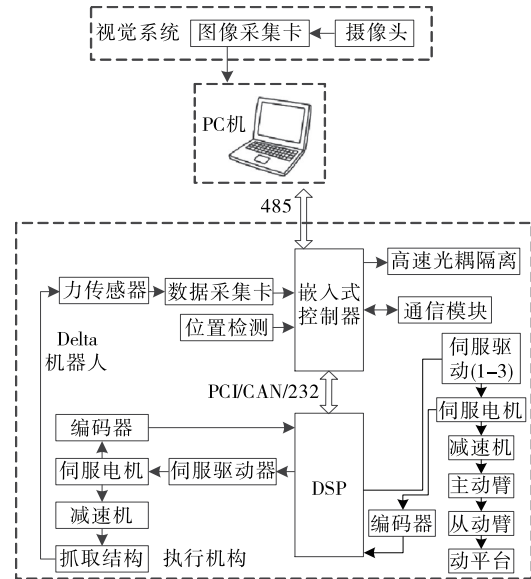 视觉系统 图像采集卡 摄像头
PC机
485
高速光耦隔离
力传感器 数据采集卡 嵌入式
控制器
位置检测 通信模块
Delta
机器人
伺服驱
动(1-3)
PCI/CAN/232
编码器
伺服电机
减速机
伺服电机 伺服驱动器 DSP
主动臂
减速机 编码器 从动臂
抓取结构 执行机构 动平台